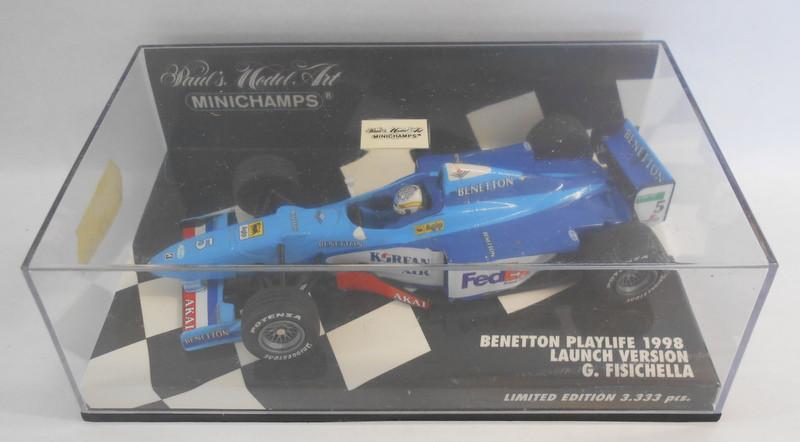 Paul's Model Art
MINICHAMPS®
Paul's Model Art
MINICHAMPS
BENETTON
5
5
BENETTON
KOREAN
AIR
FedEx
AKAI
AKAI
BENETTON
POTENZA
BRIDGESTONE
BENETTON PLAYLIFE 1998
LAUNCH VERSION
G. FISICHELLA
LIMITED EDITION 3.333 pcs.